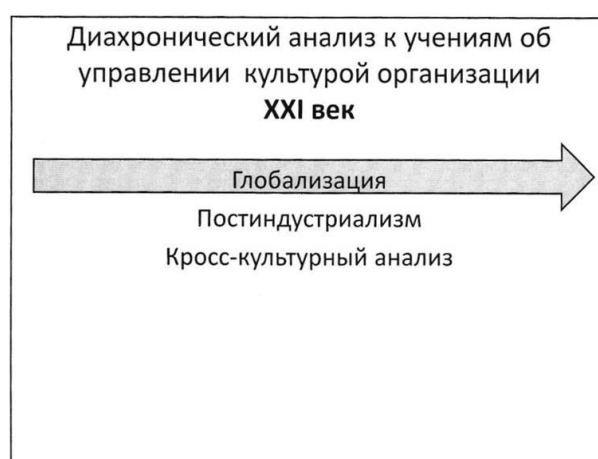 Диахронический анализ к учениям об
управлении культурой организации
XXI век
Глобализация
Постиндустриализм
Кросс-культурный анализ